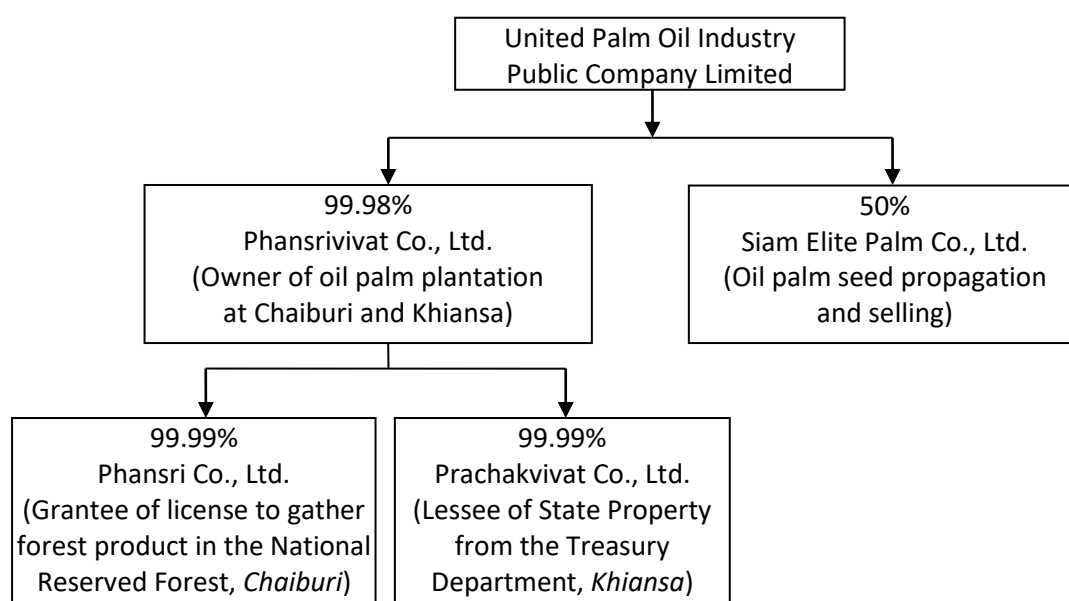 United Palm Oil Industry
Public Company Limited
99.98%
Phansrivivat Co., Ltd.
(Owner of oil palm plantation
at Chaiburi and Khiansa)
50%
Siam Elite Palm Co., Ltd.
(Oil palm seed propagation
and selling)
99.99%
Phansri Co., Ltd.
(Grantee of license to gather
forest product in the National
Reserved Forest, Chaiburi)
99.99%
Prachakvivat Co., Ltd.
(Lessee of State Property
from the Treasury
Department, Khiansa)